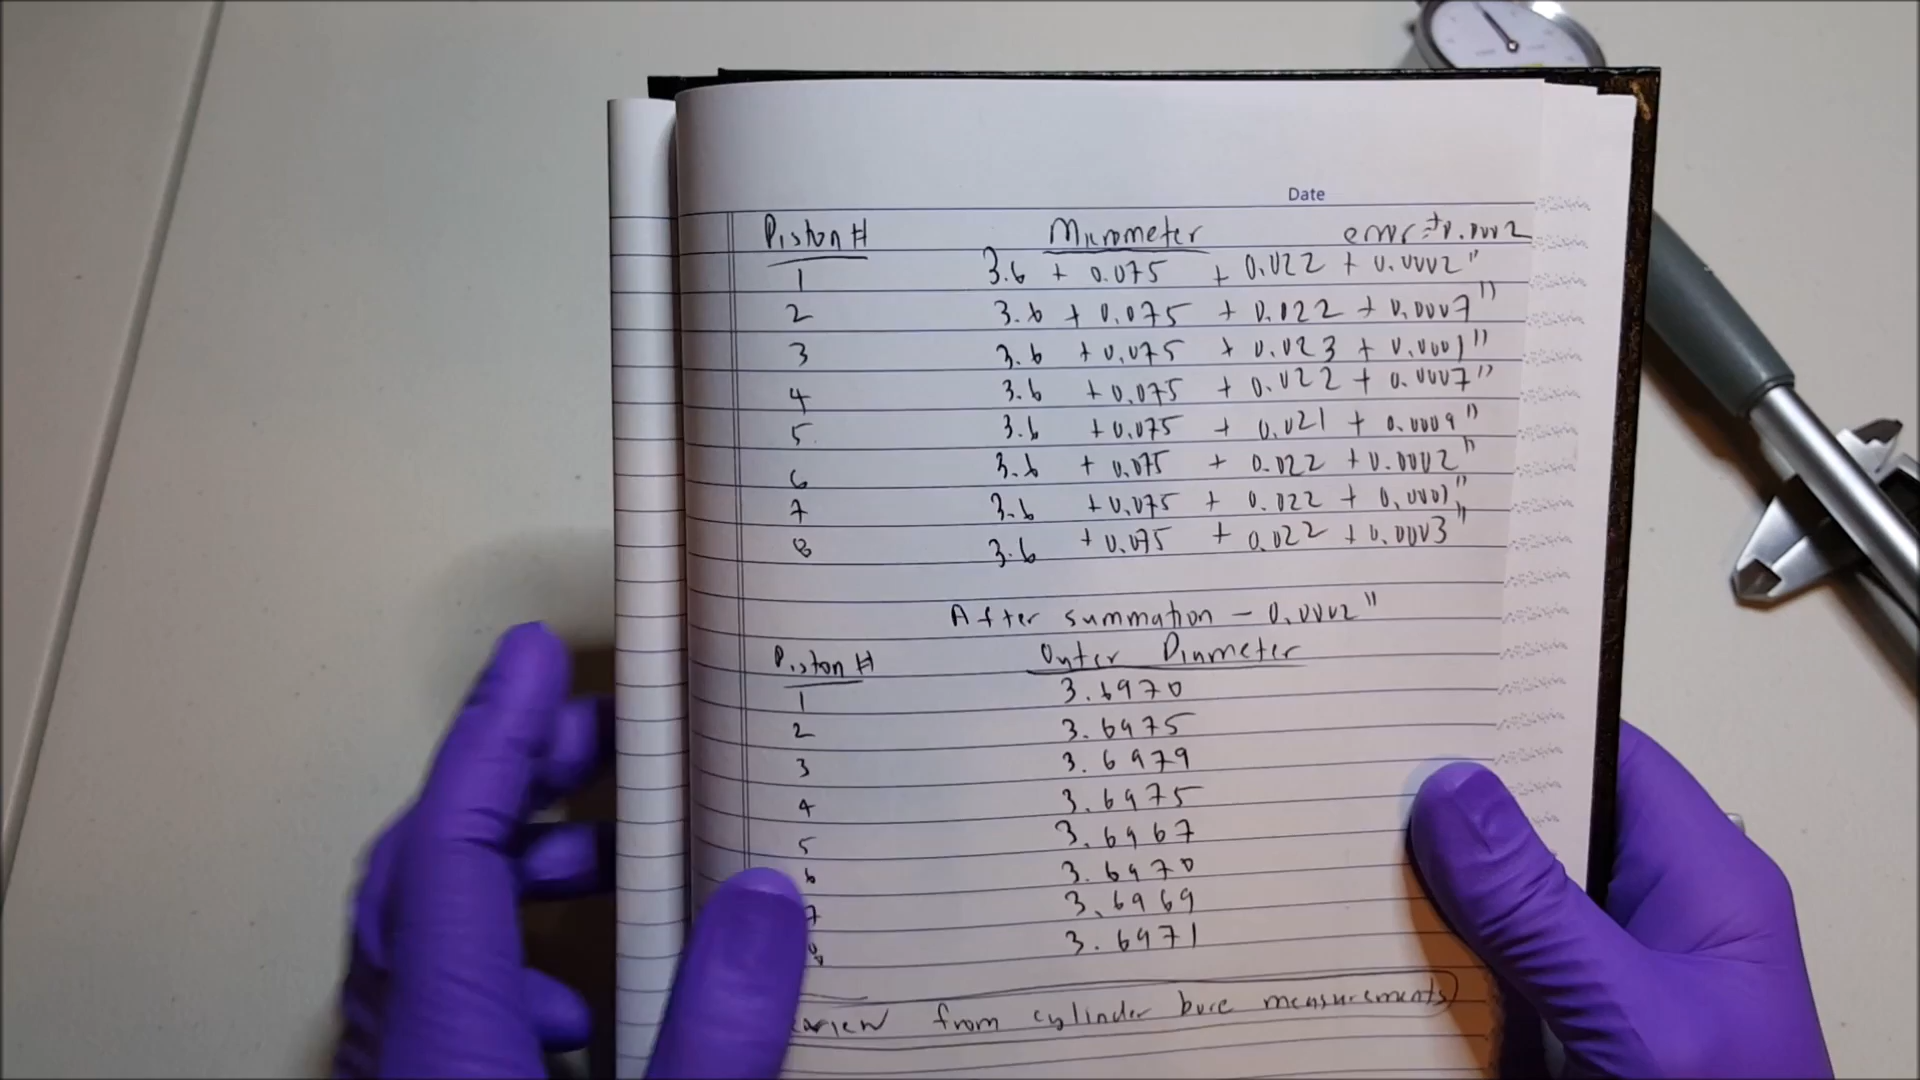 Date
Piston # Micrometer error = +0.0002
1 3.6 + 0.075 + 0.022 + 0.0002"
2 3.6 + 0.075 + 0.022 + 0.0007"
3 3.6 + 0.075 + 0.023 + 0.0001"
4 3.6 + 0.075 + 0.022 + 0.0007"
5 3.6 + 0.075 + 0.021 + 0.0009"
6 3.6 + 0.075 + 0.022 + 0.0002"
7 3.6 + 0.075 + 0.022 + 0.0001"
8 3.6 + 0.075 + 0.022 + 0.0003"
After summation - 0.0002"
Piston # Outer Diameter
1 3.6970
2 3.6975
3 3.6979
4 3.6975
5 3.6967
6 3.6970
7 3.6969
8 3.6971
from cylinder bore measurements